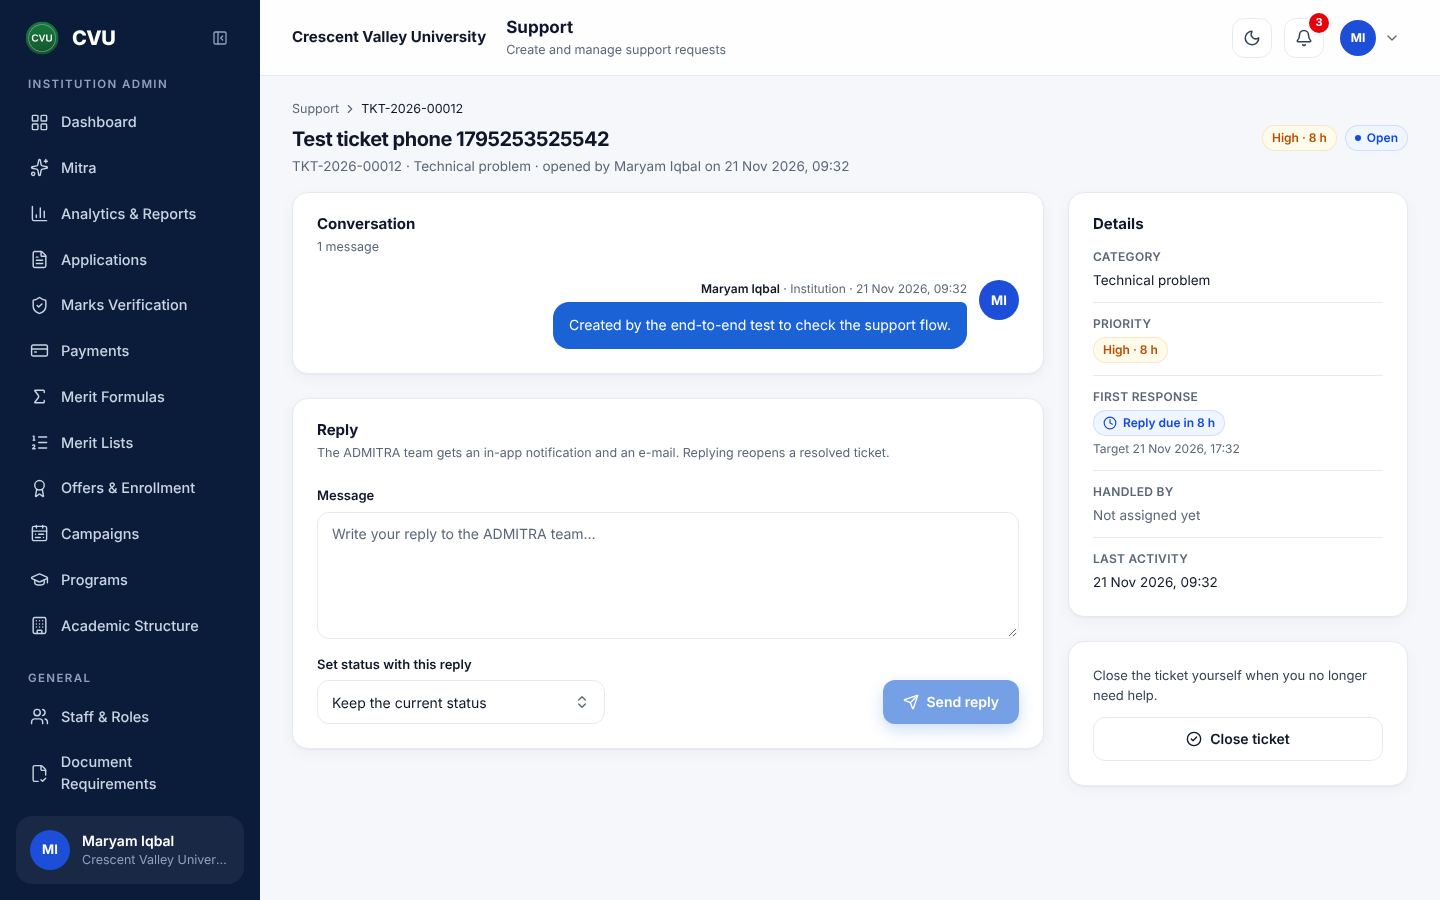 CVU
CVU
INSTITUTION ADMIN
Dashboard
Mitra
Analytics & Reports
Applications
Marks Verification
Payments
Merit Formulas
Merit Lists
Offers & Enrollment
Campaigns
Programs
Academic Structure
GENERAL
Staff & Roles
Document
Requirements
MI
Maryam Iqbal
Crescent Valley Univer...
Crescent Valley University
Support
Create and manage support requests
3
MI
Support > TKT-2026-00012
Test ticket phone 1795253525542
TKT-2026-00012 · Technical problem · opened by Maryam Iqbal on 21 Nov 2026, 09:32
High · 8 h
Open
Conversation
1 message
Maryam Iqbal · Institution · 21 Nov 2026, 09:32
MI
Created by the end-to-end test to check the support flow.
Reply
The ADMITRA team gets an in-app notification and an e-mail. Replying reopens a resolved ticket.
Message
Write your reply to the ADMITRA team...
Set status with this reply
Keep the current status
Send reply
Details
CATEGORY
Technical problem
PRIORITY
High · 8 h
FIRST RESPONSE
Reply due in 8 h
Target 21 Nov 2026, 17:32
HANDLED BY
Not assigned yet
LAST ACTIVITY
21 Nov 2026, 09:32
Close the ticket yourself when you no longer
need help.
Close ticket